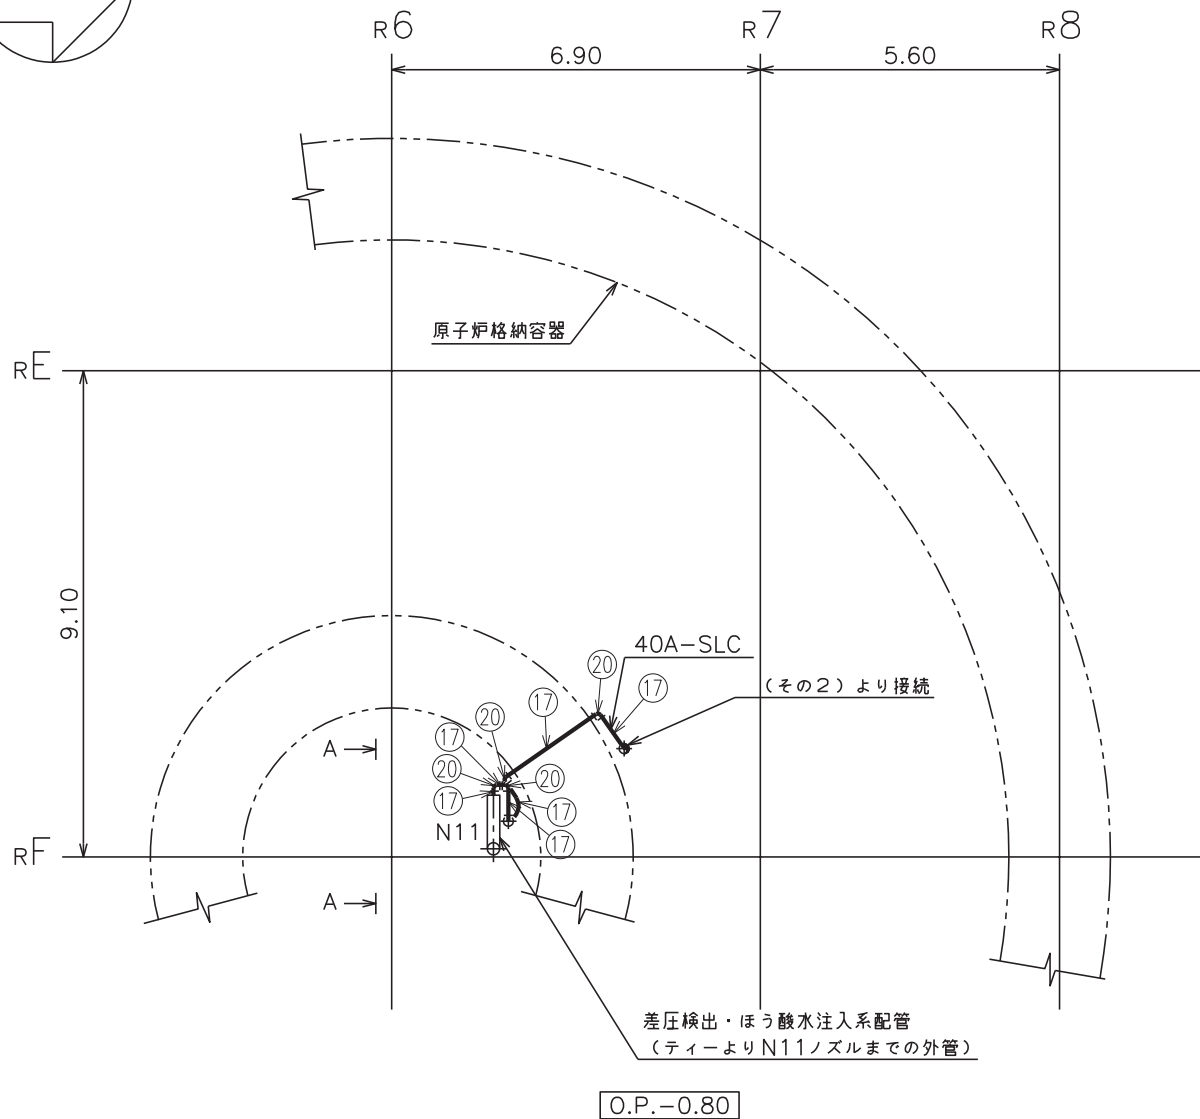 R6
R7
R8
6.90
5.60
原子炉格納容器
RE
9.10
40A-SLC
20
17
(その2)より接続
17
20
17
A
20
20
17
17
N11
17
RF
A
差圧検出・ほう酸水注入系配管
(ティーよりN11ノズルまでの外管)
O.P.-0.80